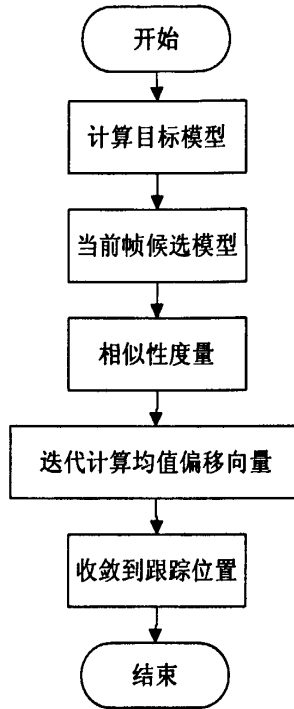 开始
计算目标模型
当前帧候选模型
相似性度量
迭代计算均值偏移向量
收敛到跟踪位置
结束